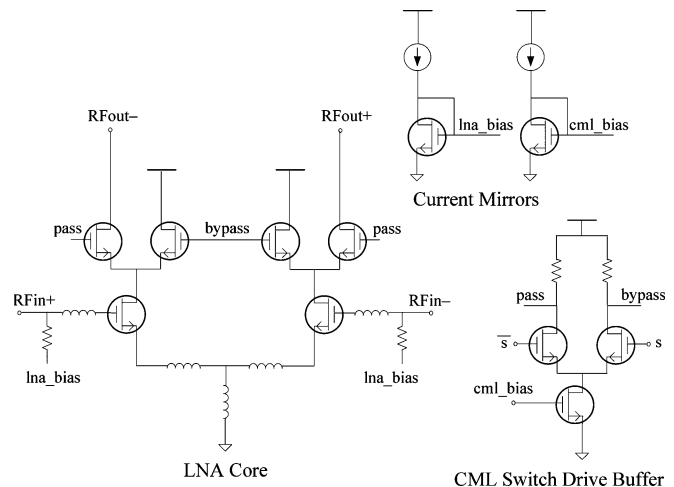 RFout− RFout+
lna_bias cml_bias
Current Mirrors
pass bypass pass
RFin+ RFin−
lna_bias lna_bias
LNA Core
pass bypass
s̅ s
cml_bias
CML Switch Drive Buffer